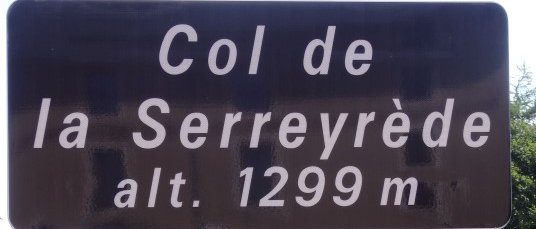 Col de
la Serreyrède
alt. 1299 m